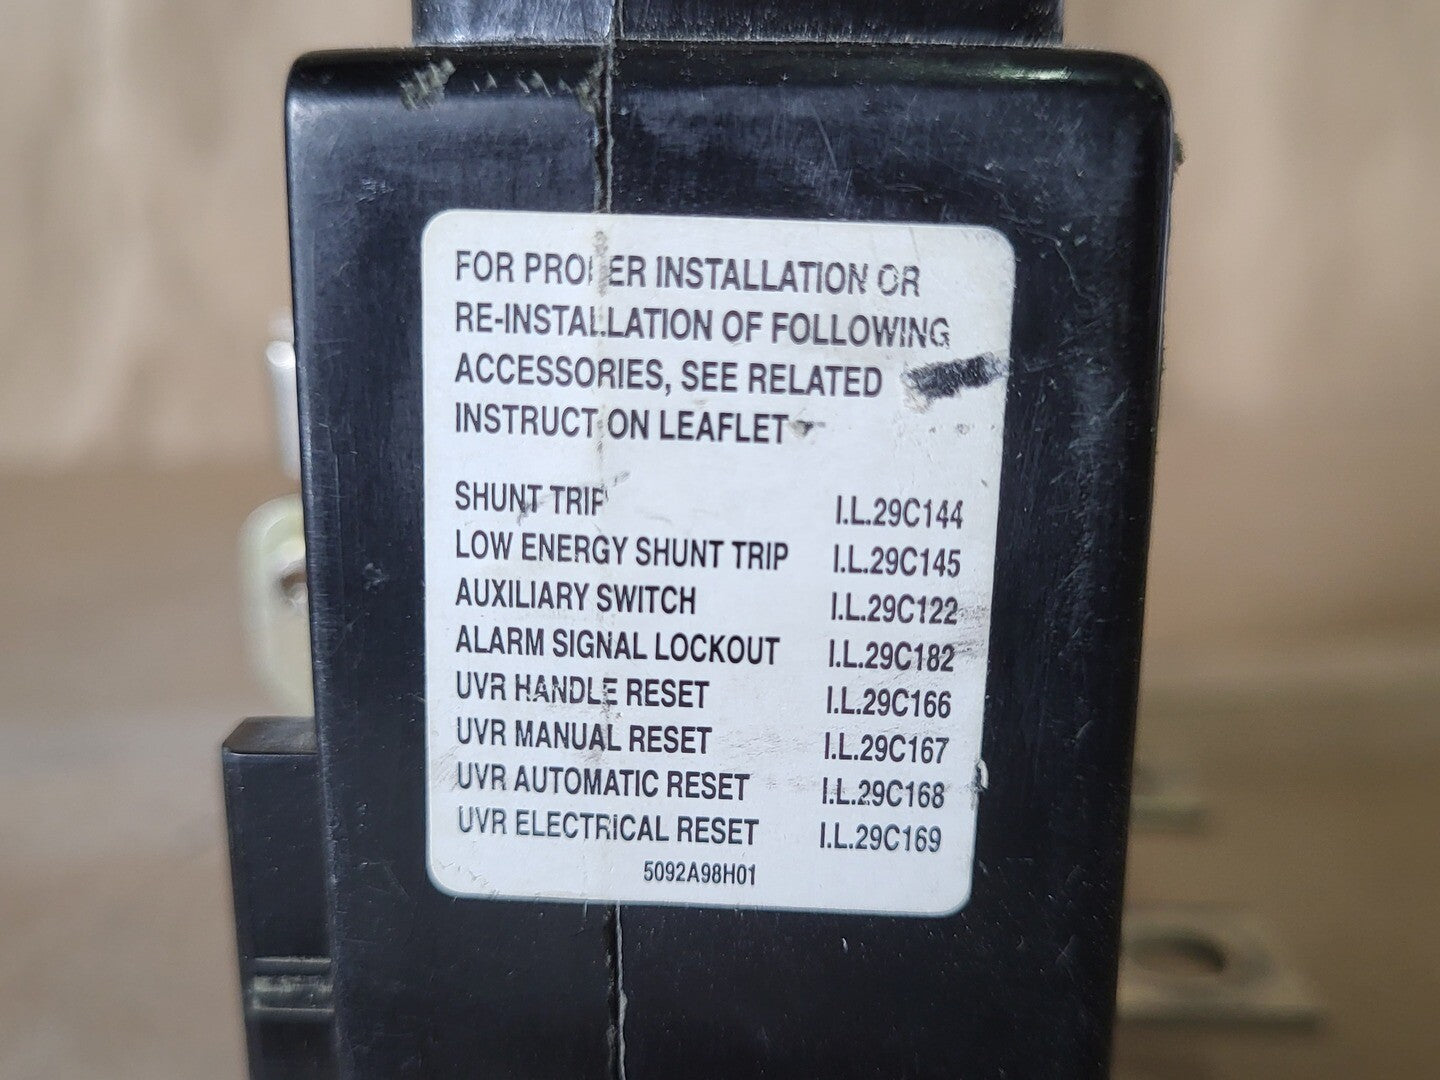 FOR PROPER INSTALLATION OR
RE-INSTALLATION OF FOLLOWING
ACCESSORIES, SEE RELATED
INSTRUCTION LEAFLET
SHUNT TRIP I.L.29C144
LOW ENERGY SHUNT TRIP I.L.29C145
AUXILIARY SWITCH I.L.29C122
ALARM SIGNAL LOCKOUT I.L.29C182
UVR HANDLE RESET I.L.29C166
UVR MANUAL RESET I.L.29C167
UVR AUTOMATIC RESET I.L.29C168
UVR ELECTRICAL RESET I.L.29C169
5092A98H01